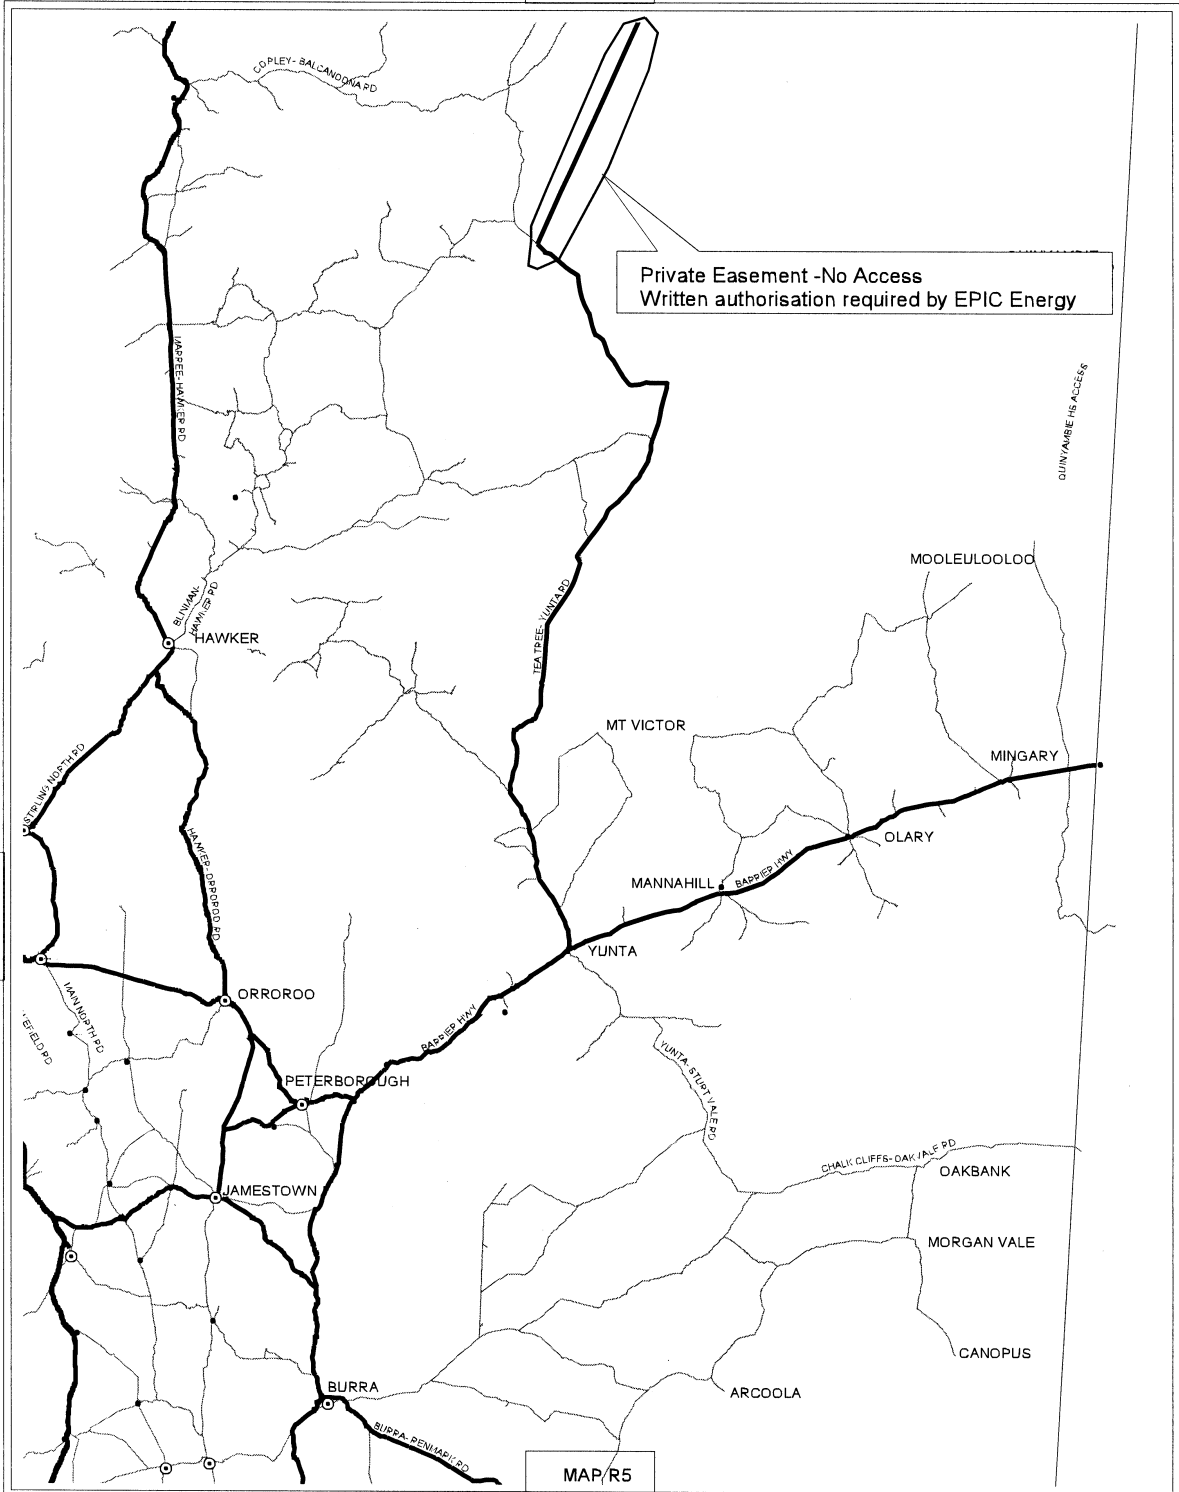 COPLEY- BALCANOONA RD
Private Easement -No Access
Written authorisation required by EPIC Energy
MARREE- HAWKER RD
QUINYAMBIE HS ACCESS
MOOLEULOOLOO
BLINMAN-
HAWKER RD
HAWKER
TEA TREE- YUNTA RD
MT VICTOR
STIRLING NORTH RD
MINGARY
HAWKER- ORROROO RD
OLARY
MANNAHILL
BARRIER HWY
YUNTA
ORROROO
MAIN NORTH RD
BARRIER HWY
YUNTA- STURT VALE RD
PETERBOROUGH
CHALK CLIFFS- OAKVALE RD
OAKBANK
JAMESTOWN
MORGAN VALE
CANOPUS
BURRA
ARCOOLA
BURRA- RENMARK RD
MAP R5